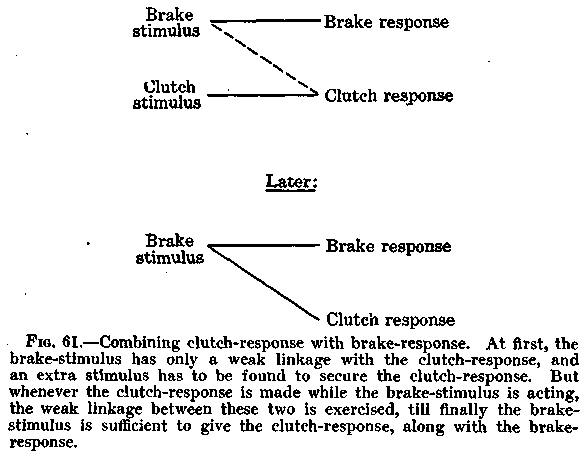 Brake
stimulus
Brake response
Clutch
stimulus
Clutch response
Later:
Brake
stimulus
Brake response
Clutch response
FIG. 61.—Combining clutch-response with brake-response. At first, the
brake-stimulus has only a weak linkage with the clutch-response, and
an extra stimulus has to be found to secure the clutch-response. But
whenever the clutch-response is made while the brake-stimulus is acting,
the weak linkage between these two is exercised, till finally the brake-
stimulus is sufficient to give the clutch-response, along with the brake-
response.